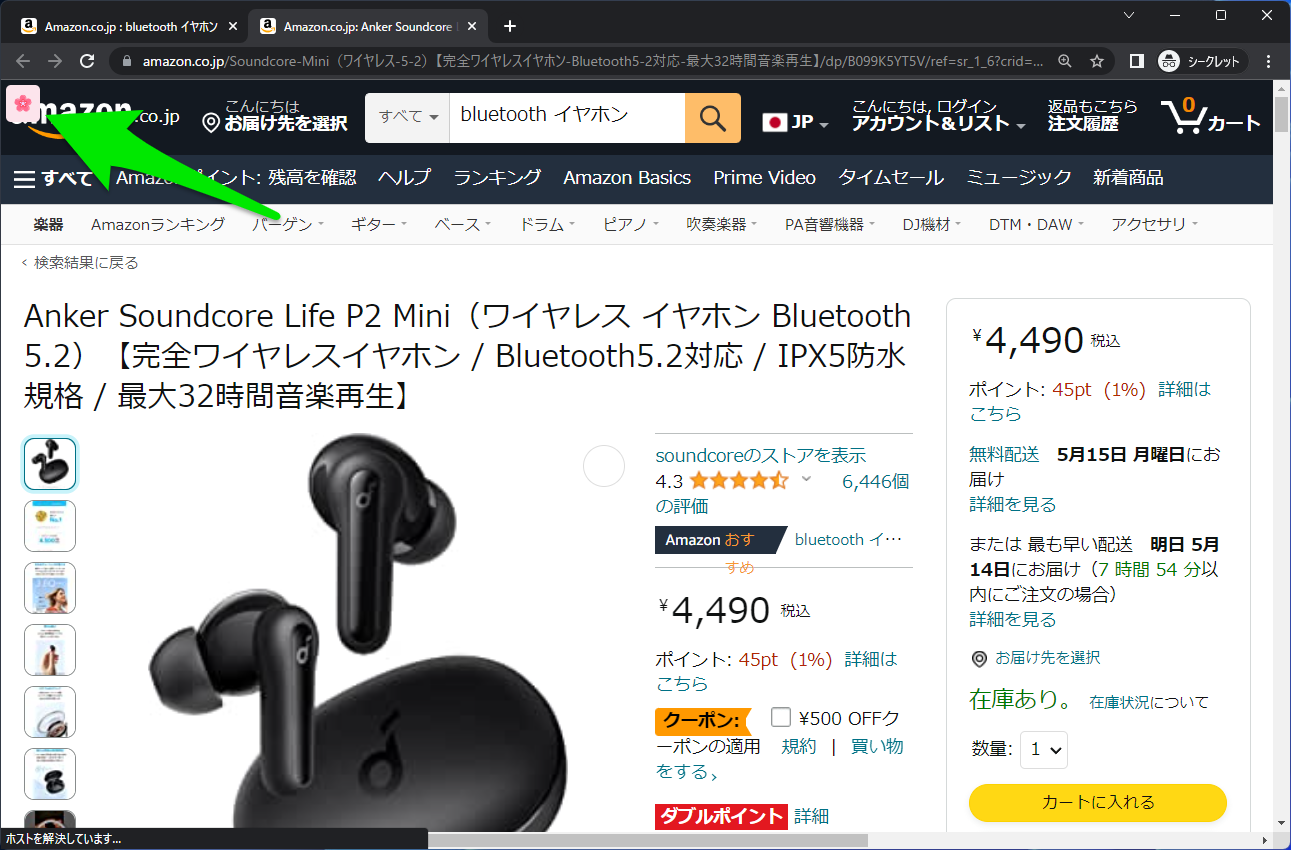 Amazon.co.jp : bluetooth イヤホン
Amazon.co.jp: Anker Soundcore
amazon.co.jp/Soundcore-Mini（ワイヤレス-5-2）【完全ワイヤレスイヤホン-Bluetooth5-2対応-最大32時間音楽再生】/dp/B099K5YT5V/ref=sr_1_6?crid=...
シークレット
.co.jp
こんにちは
お届け先を選択
すべて
bluetooth イヤホン
JP
こんにちは, ログイン
アカウント&リスト
返品もこちら
注文履歴
0
カート
すべて
ポイント: 残高を確認
ヘルプ
ランキング
Amazon Basics
Prime Video
タイムセール
ミュージック
新着商品
楽器
Amazonランキング
バーゲン
ギター
ベース
ドラム
ピアノ
吹奏楽器
PA音響機器
DJ機材
DTM・DAW
アクセサリ
‹ 検索結果に戻る
Anker Soundcore Life P2 Mini（ワイヤレス イヤホン Bluetooth
5.2）【完全ワイヤレスイヤホン / Bluetooth5.2対応 / IPX5防水
規格 / 最大32時間音楽再生】
soundcoreのストアを表示
4.3
6,446個
の評価
Amazon おす
すめ
bluetooth イ…
¥4,490 税込
ポイント: 45pt (1%) 詳細は
こちら
クーポン:
¥500 OFFク
ーポンの適用 規約 | 買い物
をする›
ダブルポイント 詳細
¥4,490 税込
ポイント: 45pt (1%) 詳細は
こちら
無料配送 5月15日 月曜日にお
届け
詳細を見る
または 最も早い配送 明日 5月
14日にお届け（7 時間 54 分以
内にご注文の場合）
詳細を見る
お届け先を選択
在庫あり。 在庫状況について
数量: 1
カートに入れる
ホストを解決しています...